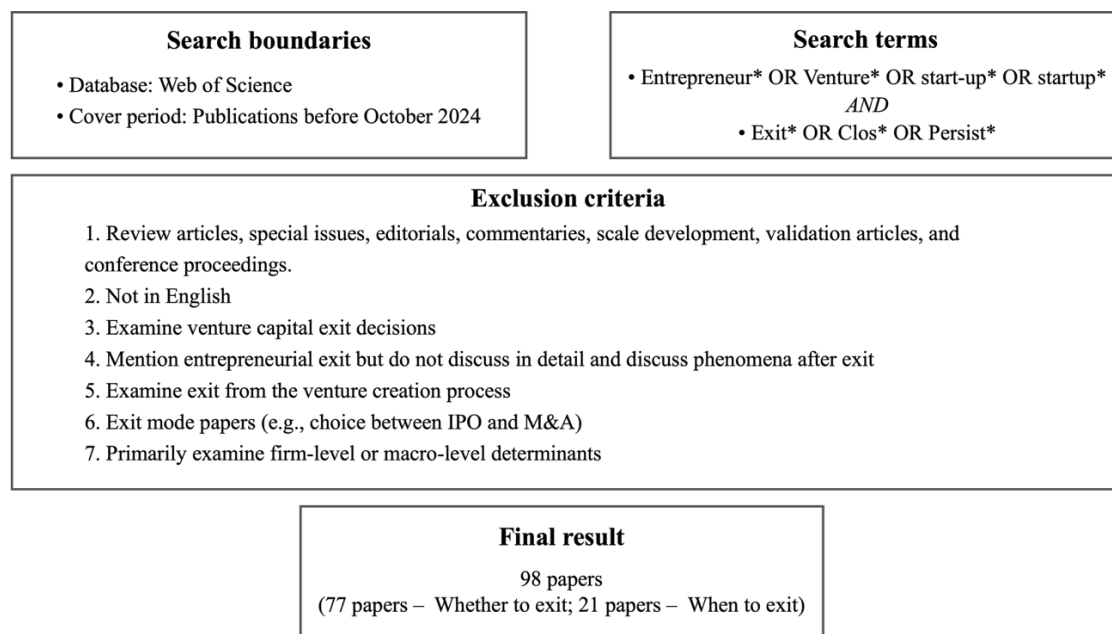 Search boundaries
• Database: Web of Science
• Cover period: Publications before October 2024
Search terms
• Entrepreneur* OR Venture* OR start-up* OR startup*
AND
• Exit* OR Clos* OR Persist*
Exclusion criteria
1. Review articles, special issues, editorials, commentaries, scale development, validation articles, and
conference proceedings.
2. Not in English
3. Examine venture capital exit decisions
4. Mention entrepreneurial exit but do not discuss in detail and discuss phenomena after exit
5. Examine exit from the venture creation process
6. Exit mode papers (e.g., choice between IPO and M&A)
7. Primarily examine firm-level or macro-level determinants
Final result
98 papers
(77 papers – Whether to exit; 21 papers – When to exit)